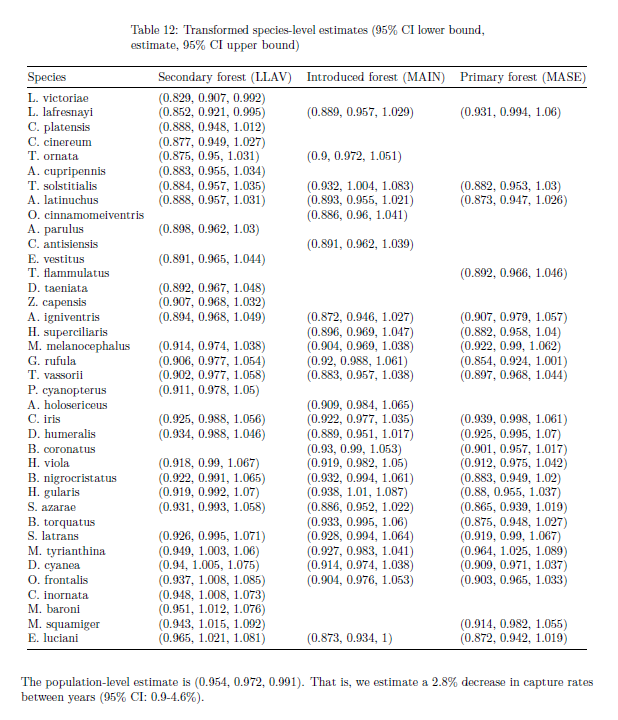 Table 12: Transformed species-level estimates (95% CI lower bound,
estimate, 95% CI upper bound)
Species Secondary forest (LLAV) Introduced forest (MAIN) Primary forest (MASE)
L. victoriae (0.829, 0.907, 0.992)
L. lafresnayi (0.852, 0.921, 0.995) (0.889, 0.957, 1.029) (0.931, 0.994, 1.06)
C. platensis (0.888, 0.948, 1.012)
C. cinereum (0.877, 0.949, 1.027)
T. ornata (0.875, 0.95, 1.031) (0.9, 0.972, 1.051)
A. cupripennis (0.883, 0.955, 1.034)
T. solstitialis (0.884, 0.957, 1.035) (0.932, 1.004, 1.083) (0.882, 0.953, 1.03)
A. latinuchus (0.888, 0.957, 1.031) (0.893, 0.955, 1.021) (0.873, 0.947, 1.026)
O. cinnamomeiventris (0.886, 0.96, 1.041)
A. parulus (0.898, 0.962, 1.03)
C. antisiensis (0.891, 0.962, 1.039)
E. vestitus (0.891, 0.965, 1.044)
T. flammulatus (0.892, 0.966, 1.046)
D. taeniata (0.892, 0.967, 1.048)
Z. capensis (0.907, 0.968, 1.032)
A. igniventris (0.894, 0.968, 1.049) (0.872, 0.946, 1.027) (0.907, 0.979, 1.057)
H. superciliaris (0.896, 0.969, 1.047) (0.882, 0.958, 1.04)
M. melanocephalus (0.914, 0.974, 1.038) (0.904, 0.969, 1.038) (0.922, 0.99, 1.062)
G. rufula (0.906, 0.977, 1.054) (0.92, 0.988, 1.061) (0.854, 0.924, 1.001)
T. vassorii (0.902, 0.977, 1.058) (0.883, 0.957, 1.038) (0.897, 0.968, 1.044)
P. cyanopterus (0.911, 0.978, 1.05)
A. holosericeus (0.909, 0.984, 1.065)
C. iris (0.925, 0.988, 1.056) (0.922, 0.977, 1.035) (0.939, 0.998, 1.061)
D. humeralis (0.934, 0.988, 1.046) (0.889, 0.951, 1.017) (0.925, 0.995, 1.07)
B. coronatus (0.93, 0.99, 1.053) (0.901, 0.957, 1.017)
H. viola (0.918, 0.99, 1.067) (0.919, 0.982, 1.05) (0.912, 0.975, 1.042)
B. nigrocristatus (0.922, 0.991, 1.065) (0.932, 0.994, 1.061) (0.883, 0.949, 1.02)
H. gularis (0.919, 0.992, 1.07) (0.938, 1.01, 1.087) (0.88, 0.955, 1.037)
S. azarae (0.931, 0.993, 1.058) (0.886, 0.952, 1.022) (0.865, 0.939, 1.019)
B. torquatus (0.933, 0.995, 1.06) (0.875, 0.948, 1.027)
S. latrans (0.926, 0.995, 1.071) (0.928, 0.994, 1.064) (0.919, 0.99, 1.067)
M. tyrianthina (0.949, 1.003, 1.06) (0.927, 0.983, 1.041) (0.964, 1.025, 1.089)
D. cyanea (0.94, 1.005, 1.075) (0.914, 0.974, 1.038) (0.909, 0.971, 1.037)
O. frontalis (0.937, 1.008, 1.085) (0.904, 0.976, 1.053) (0.903, 0.965, 1.033)
C. inornata (0.948, 1.008, 1.073)
M. baroni (0.951, 1.012, 1.076)
M. squamiger (0.943, 1.015, 1.092) (0.914, 0.982, 1.055)
E. luciani (0.965, 1.021, 1.081) (0.873, 0.934, 1) (0.872, 0.942, 1.019)
The population-level estimate is (0.954, 0.972, 0.991). That is, we estimate a 2.8% decrease in capture rates
between years (95% CI: 0.9-4.6%).